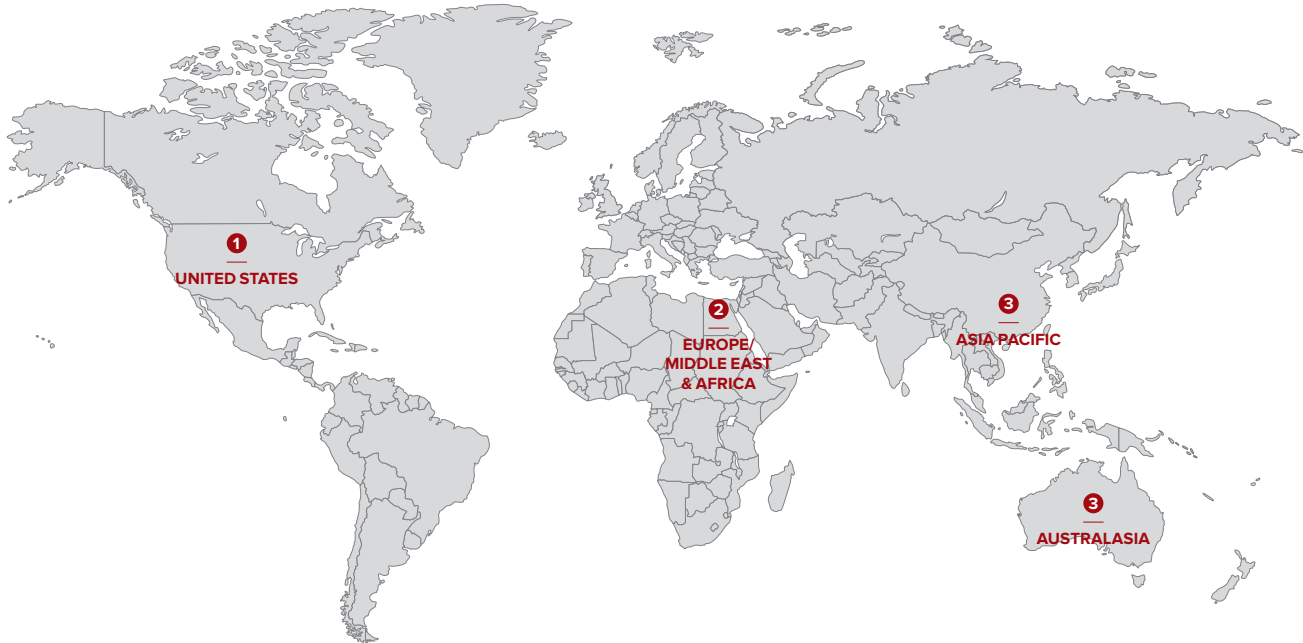 1
UNITED STATES
2
EUROPE/
MIDDLE EAST
& AFRICA
3
ASIA PACIFIC
3
AUSTRALASIA